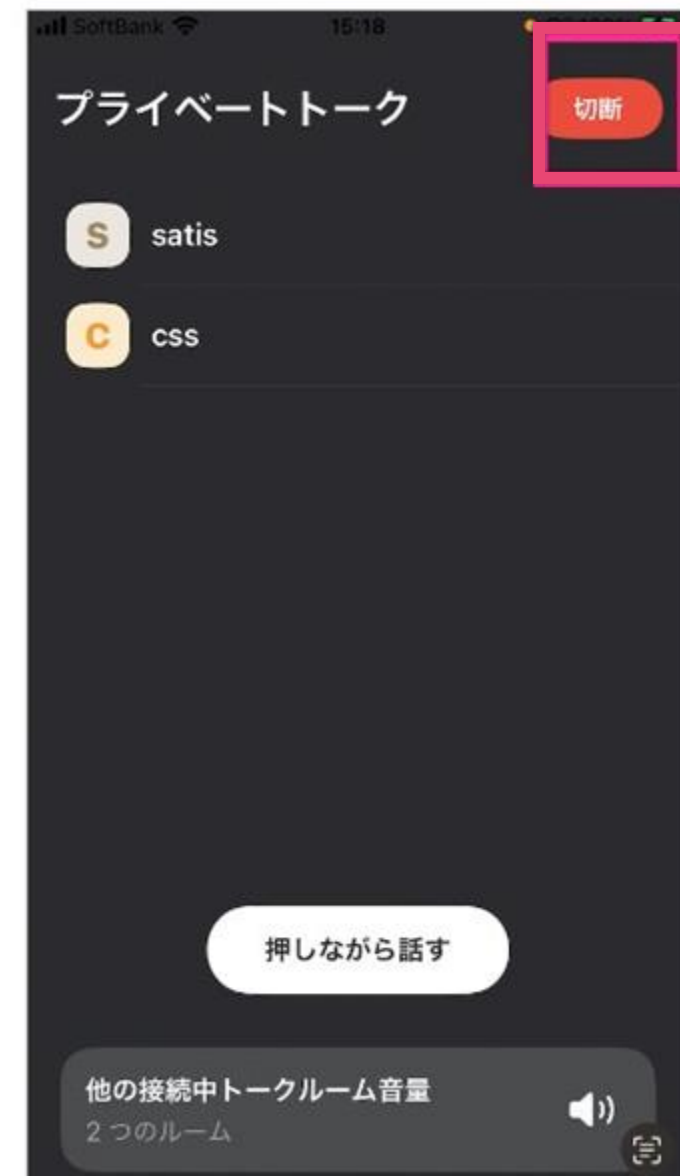 SoftBank 15:18
プライベートトーク 切断
S satis
C css
押しながら話す
他の接続中トークルーム音量
2つのルーム